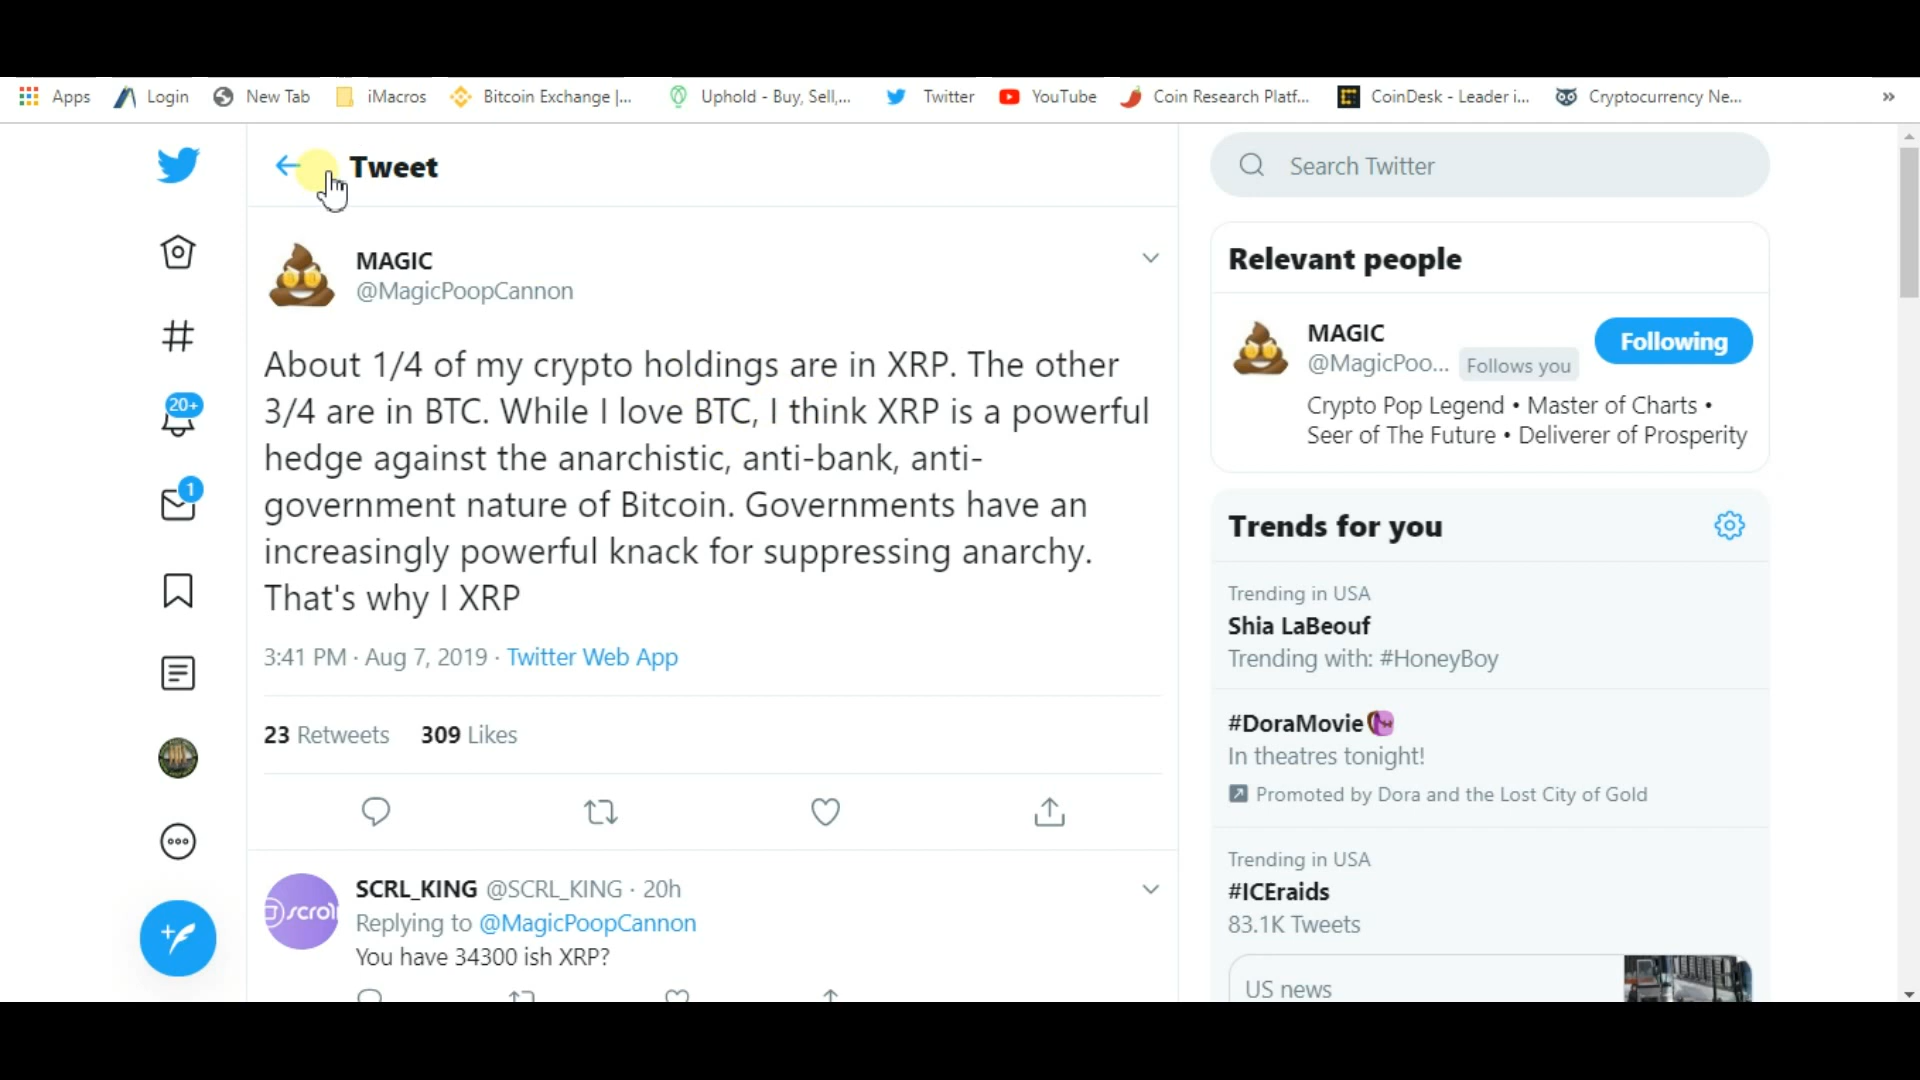 Apps Login New Tab iMacros Bitcoin Exchange |... Uphold - Buy, Sell,... Twitter YouTube Coin Research Platf... CoinDesk - Leader i... Cryptocurrency Ne... »
Tweet
MAGIC
@MagicPoopCannon
About 1/4 of my crypto holdings are in XRP. The other
3/4 are in BTC. While I love BTC, I think XRP is a powerful
hedge against the anarchistic, anti-bank, anti-
government nature of Bitcoin. Governments have an
increasingly powerful knack for suppressing anarchy.
That's why I XRP
3:41 PM · Aug 7, 2019 · Twitter Web App
23 Retweets 309 Likes
SCRL_KING @SCRL_KING · 20h
Replying to @MagicPoopCannon
You have 34300 ish XRP?
scroll
20+
1
Search Twitter
Relevant people
MAGIC
@MagicPoo... Follows you
Following
Crypto Pop Legend • Master of Charts •
Seer of The Future • Deliverer of Prosperity
Trends for you
Trending in USA
Shia LaBeouf
Trending with: #HoneyBoy
#DoraMovie
In theatres tonight!
Promoted by Dora and the Lost City of Gold
Trending in USA
#ICEraids
83.1K Tweets
US news